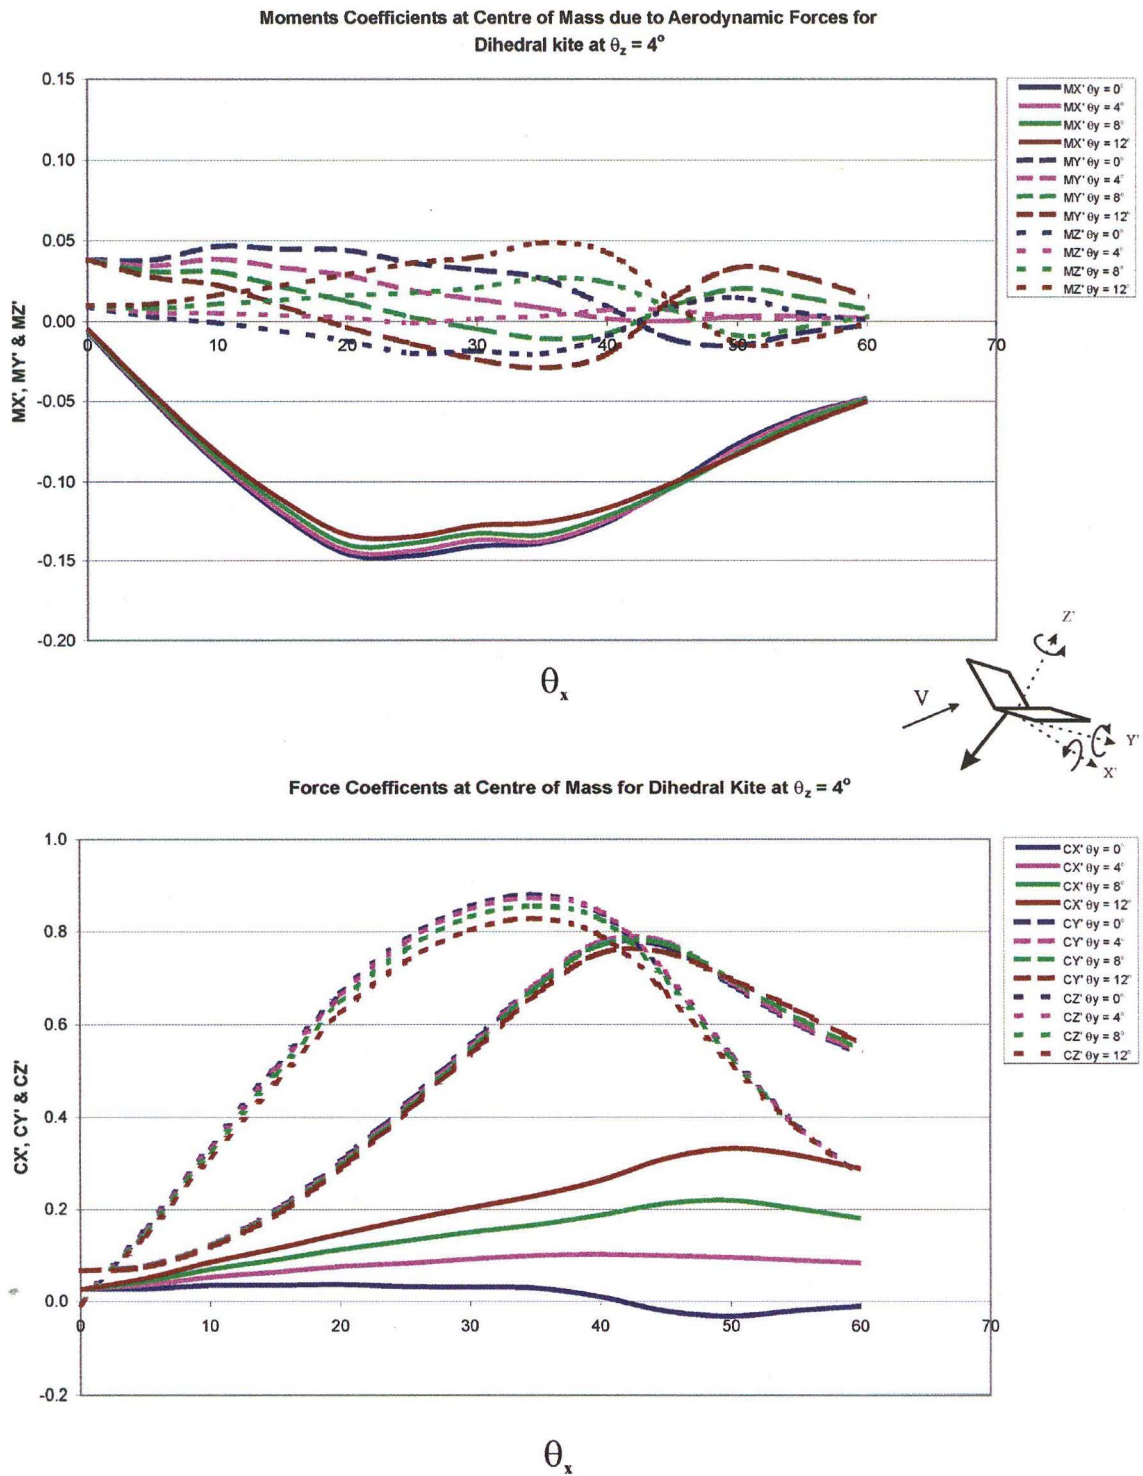 Moments Coefficients at Centre of Mass due to Aerodynamic Forces for
Dihedral kite at θz = 4°
0.15
0.10
0.05
0.00
-0.05
-0.10
-0.15
-0.20
MX', MY' & MZ'
0
10
20
30
40
50
60
70
θx
MX' θy = 0°
MX' θy = 4°
MX' θy = 8°
MX' θy = 12°
MY' θy = 0°
MY' θy = 4°
MY' θy = 8°
MY' θy = 12°
MZ' θy = 0°
MZ' θy = 4°
MZ' θy = 8°
MZ' θy = 12°
Z'
V
Y'
X'
Force Coefficents at Centre of Mass for Dihedral Kite at θz = 4°
1.0
0.8
0.6
0.4
0.2
0.0
-0.2
CX', CY' & CZ'
0
10
20
30
40
50
60
70
θx
CX' θy = 0°
CX' θy = 4°
CX' θy = 8°
CX' θy = 12°
CY' θy = 0°
CY' θy = 4°
CY' θy = 8°
CY' θy = 12°
CZ' θy = 0°
CZ' θy = 4°
CZ' θy = 8°
CZ' θy = 12°